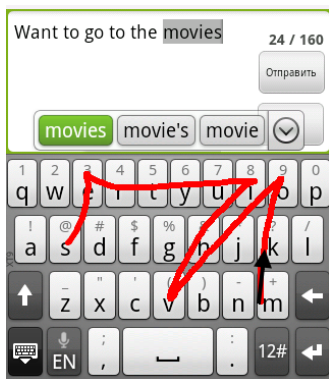 Want to go to the movies
24 / 160
Отправить
movies movie's movie
1 2 3 4 5 6 7 8 9 0
q w e r t y u i o p
! @ # $ % & * ? /
a s d f g h j k l
- " ' ( ) - +
z x c v b n m
EN ; , : . 12#